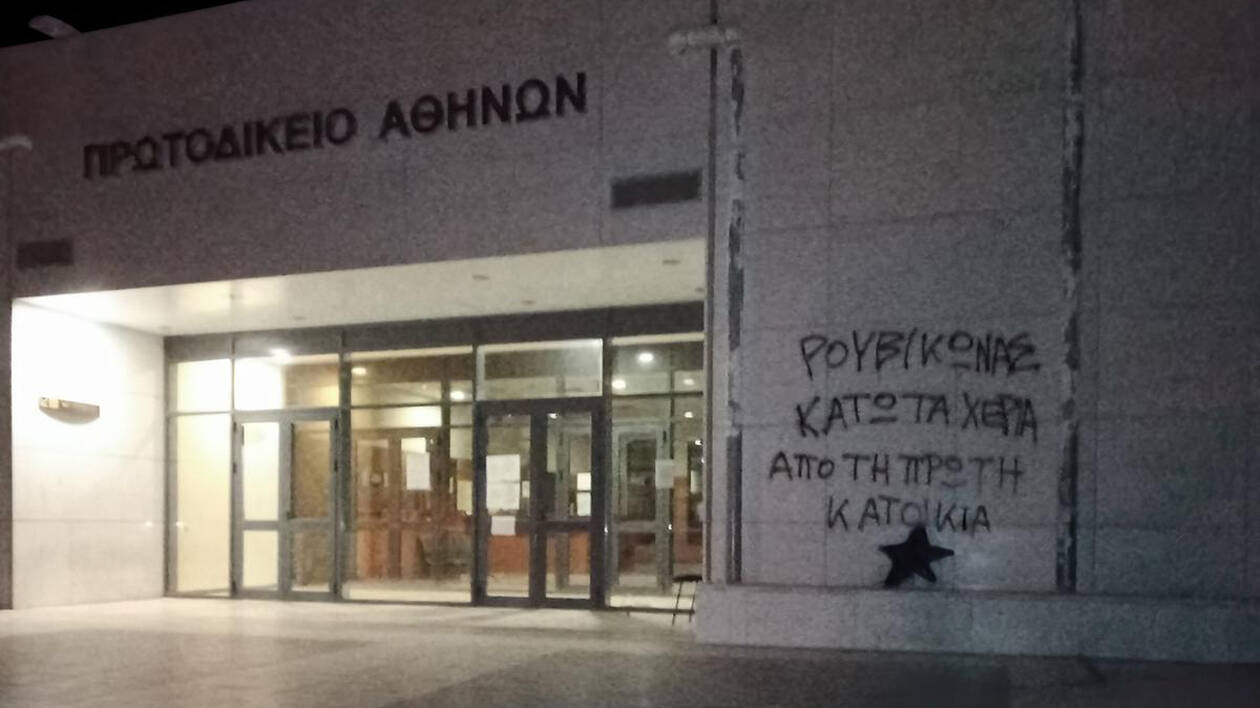 ΠΡΩΤΟΔΙΚΕΙΟ ΑΘΗΝΩΝ
ΡΟΥΒΙΚΩΝΑΣ
ΚΑΤΩ ΤΑ ΧΕΡΙΑ
ΑΠΟ ΤΗ ΠΡΩΤΗ
ΚΑΤΟΙΚΙΑ